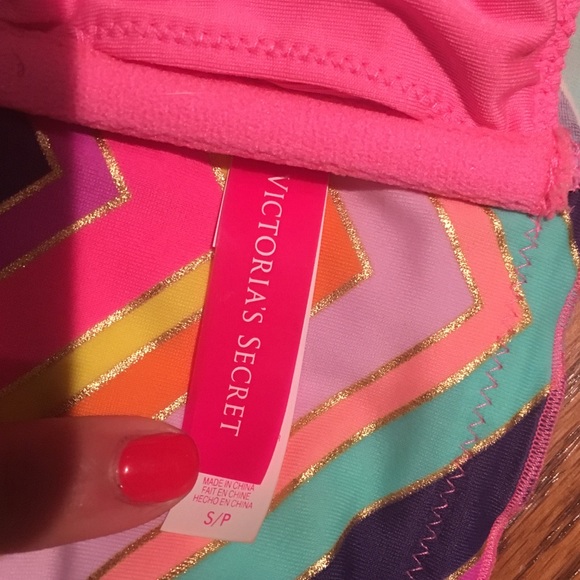 VICTORIA'S SECRET
MADE IN CHINA
FAIT EN CHINE
HECHO EN CHINA
S/P